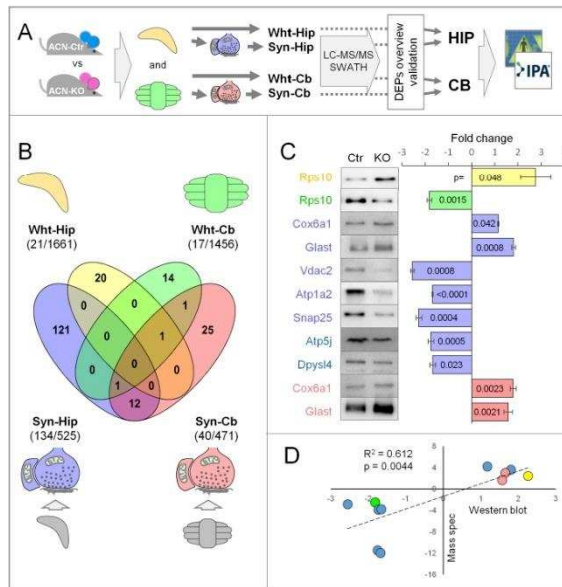 A
ACN-Ctr
vs
ACN-KO
and
Wht-Hip
Syn-Hip
Wht-Cb
Syn-Cb
LC-MS/MS
SWATH
DEPs overview
validation
HIP
CB
IPA
B
Wht-Hip
(21/1661)
Wht-Cb
(17/1456)
20
14
121
0
1
25
0
0
1
0
0
0
1
0
12
Syn-Hip
(134/525)
Syn-Cb
(40/471)
C
Fold change
Ctr KO
-3 -2 -1 0 1 2 3
Rps10 p= 0.048
Rps10 0.0015
Cox6a1 0.042
Glast 0.0008
Vdac2 0.0008
Atp1a2 <0.0001
Snap25 0.0004
Atp5j 0.0005
Dpysl4 0.023
Cox6a1 0.0023
Glast 0.0021
D
R² = 0.612
p = 0.0044
8
4
0
-4
-8
-12
-16
-3 -2 -1 0 1 2 3
Western blot
Mass spec